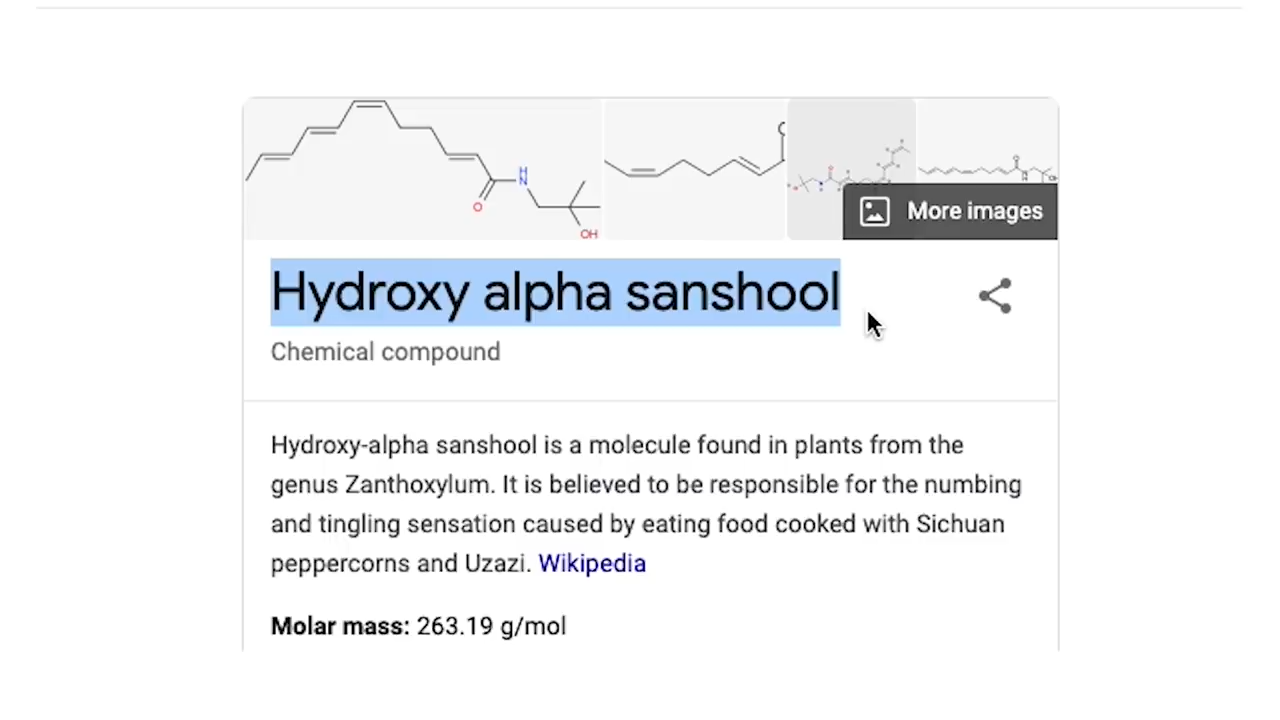 H
N
O
OH
More images
Hydroxy alpha sanshool
Chemical compound
Hydroxy-alpha sanshool is a molecule found in plants from the
genus Zanthoxylum. It is believed to be responsible for the numbing
and tingling sensation caused by eating food cooked with Sichuan
peppercorns and Uzazi. Wikipedia
Molar mass: 263.19 g/mol